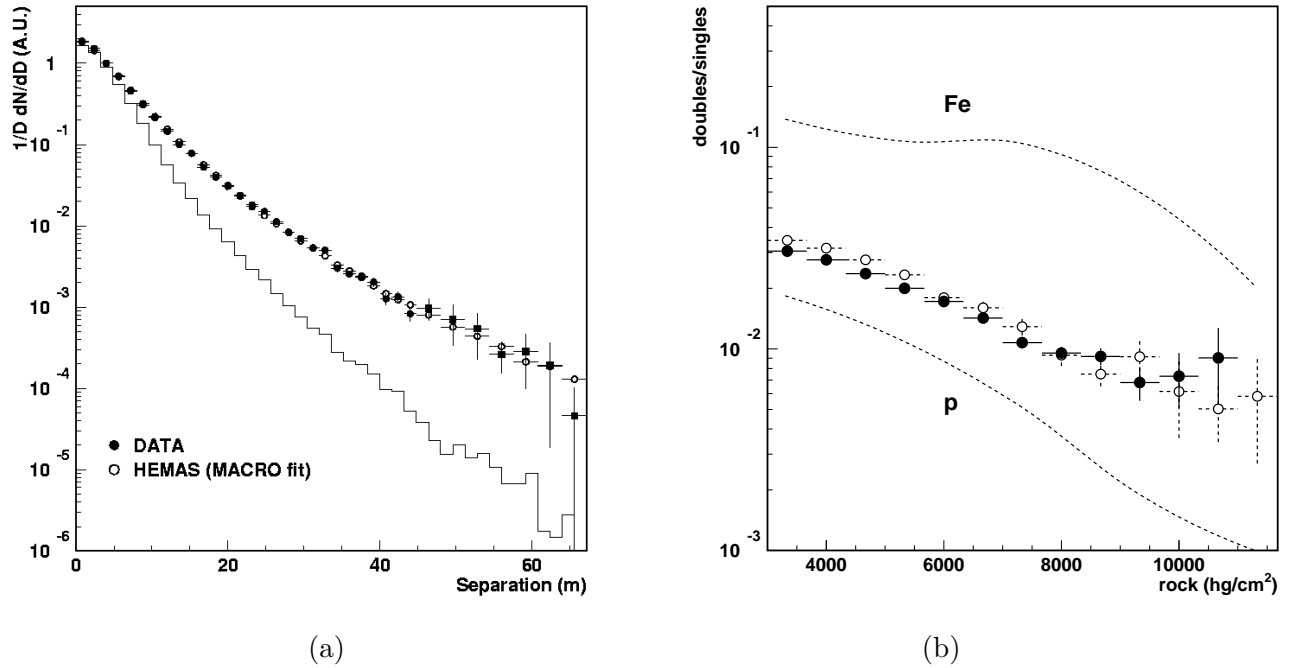 1/D dN/dD (A.U.)
1
10 -1
10 -2
10 -3
10 -4
10 -5
10 -6
DATA
HEMAS (MACRO fit)
0 20 40 60
Separation (m)
(a)
doubles/singles
10 -1
10 -2
10 -3
Fe
p
4000 6000 8000 10000
rock (hg/cm²)
(b)